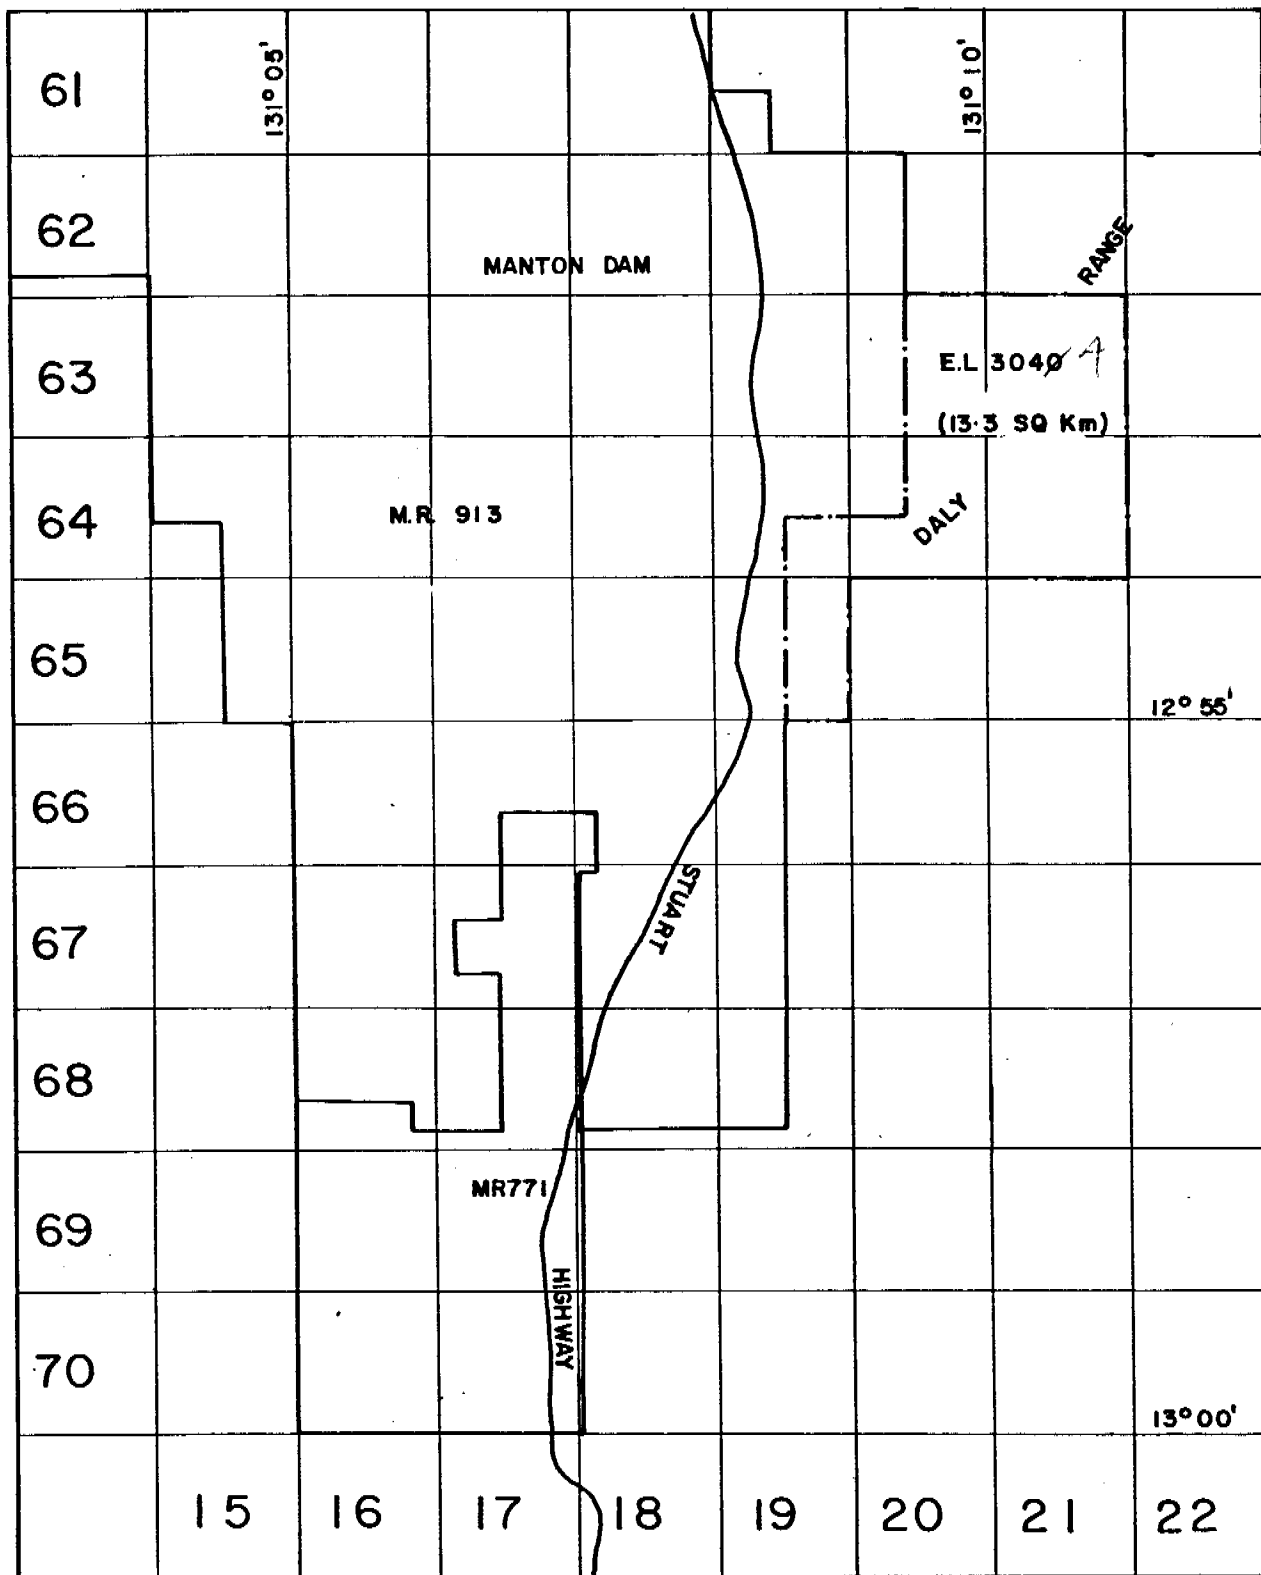 131° 05'
131° 10'
61
62
RANGE
MANTON DAM
63
E.L 3040 A
(13·3 SQ Km)
64
M.R. 913
DALY
65
12° 55'
66
STUART
67
68
MR771
69
HIGHWAY
70
13° 00'
15 16 17 18 19 20 21 22